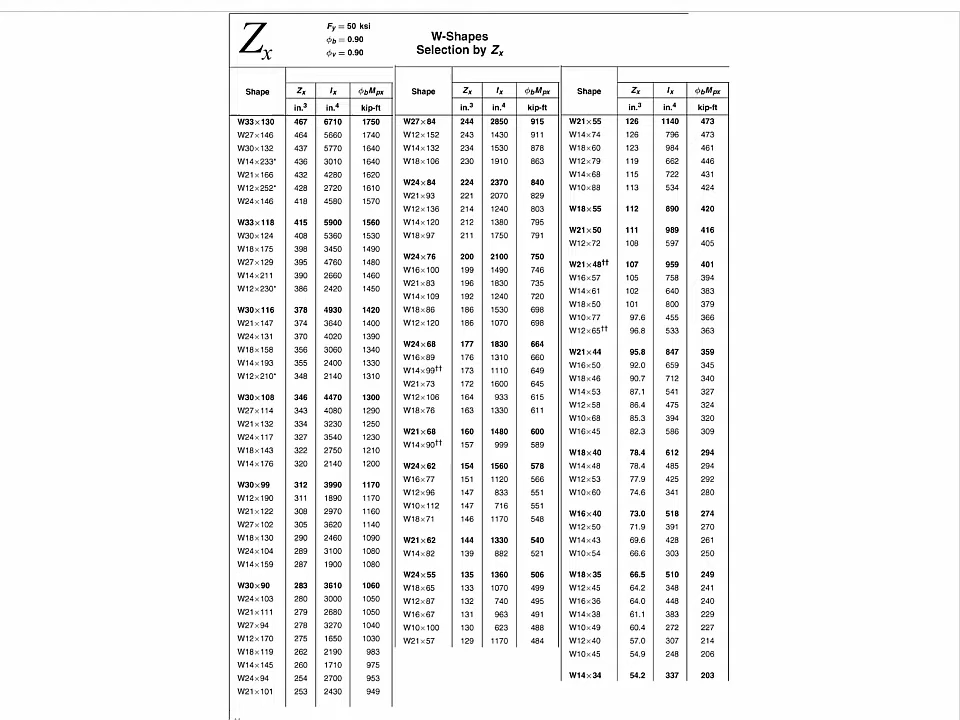 Zx
Fy = 50 ksi
ϕb = 0.90
ϕv = 0.90
W-Shapes
Selection by Zx
Shape Zx Ix ϕbMpx
in.³ in.⁴ kip-ft
W33×130 467 6710 1750
W27×146 464 5660 1740
W30×132 437 5770 1640
W14×233* 436 3010 1640
W21×166 432 4280 1620
W12×252* 428 2720 1610
W24×146 418 4580 1570
W33×118 415 5900 1560
W30×124 408 5360 1530
W18×175 398 3450 1490
W27×129 395 4760 1480
W14×211 390 2660 1460
W12×230* 386 2420 1450
W30×116 378 4930 1420
W21×147 374 3640 1400
W24×131 370 4020 1390
W18×158 356 3060 1340
W14×193 355 2400 1330
W12×210* 348 2140 1310
W30×108 346 4470 1300
W27×114 343 4080 1290
W21×132 334 3230 1250
W24×117 327 3540 1230
W18×143 322 2750 1210
W14×176 320 2140 1200
W30×99 312 3990 1170
W12×190 311 1890 1170
W21×122 308 2970 1160
W27×102 305 3620 1140
W18×130 290 2460 1090
W24×104 289 3100 1080
W14×159 287 1900 1080
W30×90 283 3610 1060
W24×103 280 3000 1050
W21×111 279 2680 1050
W27×94 278 3270 1040
W12×170 275 1650 1030
W18×119 262 2190 983
W14×145 260 1710 975
W24×94 254 2700 953
W21×101 253 2430 949
Shape Zx Ix ϕbMpx
in.³ in.⁴ kip-ft
W27×84 244 2850 915
W12×152 243 1430 911
W14×132 234 1530 878
W18×106 230 1910 863
W24×84 224 2370 840
W21×93 221 2070 829
W12×136 214 1240 803
W14×120 212 1380 795
W18×97 211 1750 791
W24×76 200 2100 750
W16×100 199 1490 746
W21×83 196 1830 735
W14×109 192 1240 720
W18×86 186 1530 698
W12×120 186 1070 698
W24×68 177 1830 664
W16×89 176 1310 660
W14×99†† 173 1110 649
W21×73 172 1600 645
W12×106 164 933 615
W18×76 163 1330 611
W21×68 160 1480 600
W14×90†† 157 999 589
W24×62 154 1560 578
W16×77 151 1120 566
W12×96 147 833 551
W10×112 147 716 551
W18×71 146 1170 548
W21×62 144 1330 540
W14×82 139 882 521
W24×55 135 1360 506
W18×65 133 1070 499
W12×87 132 740 495
W16×67 131 963 491
W10×100 130 623 488
W21×57 129 1170 484
Shape Zx Ix ϕbMpx
in.³ in.⁴ kip-ft
W21×55 126 1140 473
W14×74 126 796 473
W18×60 123 984 461
W12×79 119 662 446
W14×68 115 722 431
W10×88 113 534 424
W18×55 112 890 420
W21×50 111 989 416
W12×72 108 597 405
W21×48†† 107 959 401
W16×57 105 758 394
W14×61 102 640 383
W18×50 101 800 379
W10×77 97.6 455 366
W12×65†† 96.8 533 363
W21×44 95.8 847 359
W16×50 92.0 659 345
W18×46 90.7 712 340
W14×53 87.1 541 327
W12×58 86.4 475 324
W10×68 85.3 394 320
W16×45 82.3 586 309
W18×40 78.4 612 294
W14×48 78.4 485 294
W12×53 77.9 425 292
W10×60 74.6 341 280
W16×40 73.0 518 274
W12×50 71.9 391 270
W14×43 69.6 428 261
W10×54 66.6 303 250
W18×35 66.5 510 249
W12×45 64.2 348 241
W16×36 64.0 448 240
W14×38 61.1 383 229
W10×49 60.4 272 227
W12×40 57.0 307 214
W10×45 54.9 248 206
W14×34 54.2 337 203